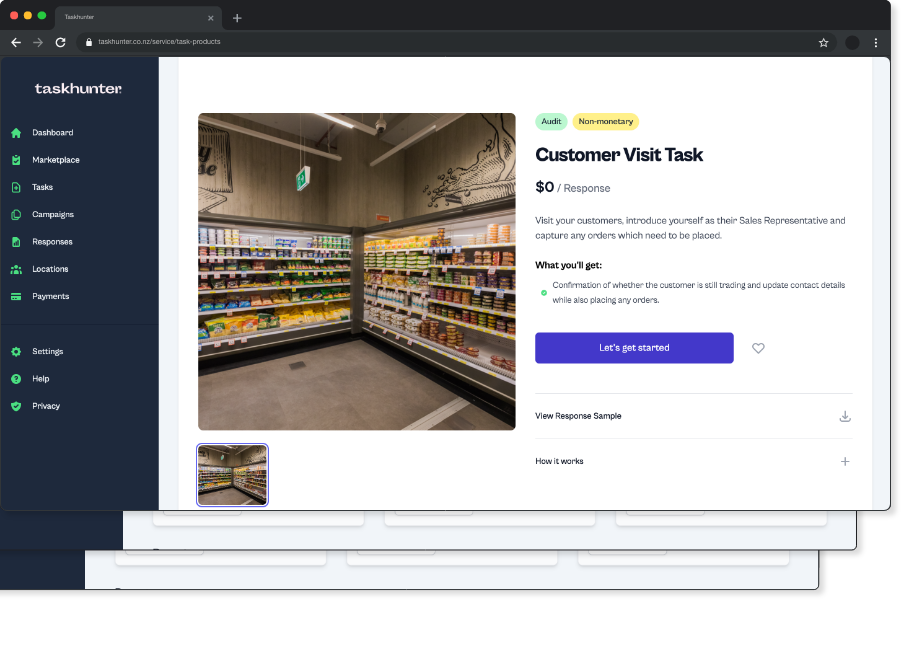 Taskhunter
taskhunter.co.nz/service/task-products
taskhunter
Dashboard
Marketplace
Tasks
Campaigns
Responses
Locations
Payments
Settings
Help
Privacy
Audit
Non-monetary
Customer Visit Task
$0 / Response
Visit your customers, introduce yourself as their Sales Representative and
capture any orders which need to be placed.
What you'll get:
Confirmation of whether the customer is still trading and update contact details
while also placing any orders.
Let's get started
View Response Sample
How it works